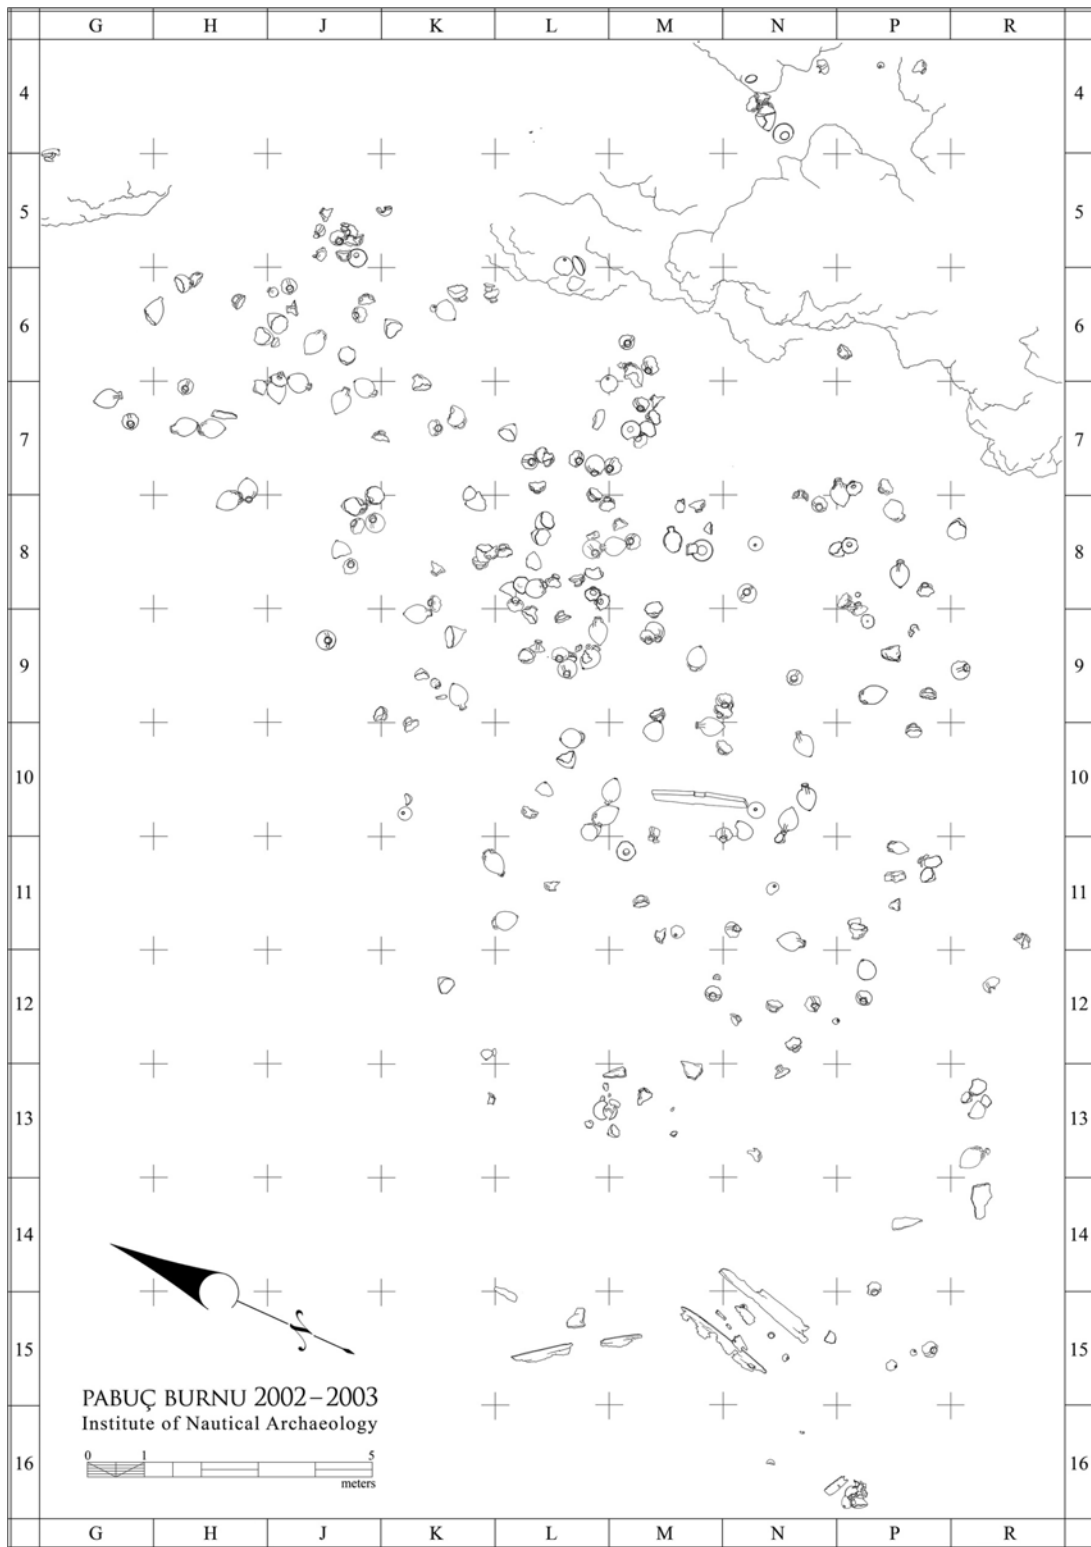 G H J K L M N P R
4 4
5 5
6 6
7 7
8 8
9 9
10 10
11 11
12 12
13 13
14 14
N
15 15
PABUÇ BURNU 2002–2003
Institute of Nautical Archaeology
0 1 5
meters
16 16
G H J K L M N P R